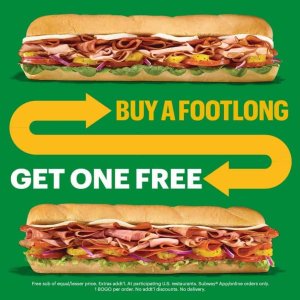 BUY A FOOTLONG
GET ONE FREE
Free sub of equal/lesser price. Extras addt'l. At participating U.S. restaurants. Subway® App/online orders only.
1 BOGO per order. No addt'l discounts. No delivery.